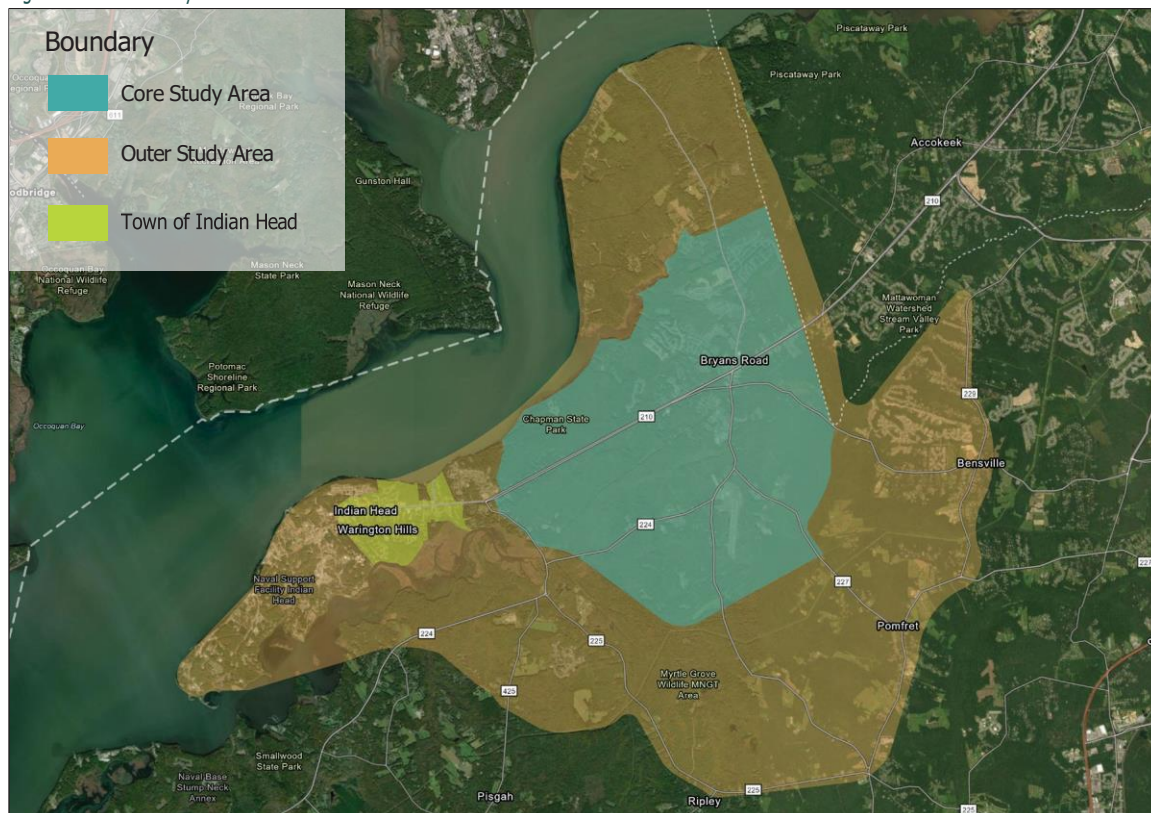 Boundary
Core Study Area
Outer Study Area
Town of Indian Head
Piscataway Park
Piscataway Park
Accokeek
210
Gunston Hall
Mason Neck
State Park
Mason Neck
National Wildlife
Refuge
Occoquan Bay
National Wildlife
Refuge
Mattawoman
Watershed
Stream Valley
Park
Potomac
Shoreline
Regional Park
Bryans Road
229
Occoquan Bay
Chapman State
Park
210
Bensville
Indian Head
Warington Hills
224
227
227
Naval Support
Facility Indian
Head
Pomfret
224
225
Myrtle Grove
Wildlife MNGT
Area
425
Smallwood
State Park
Naval Base
Stump Neck
Annex
Pisgah
Ripley
225
225